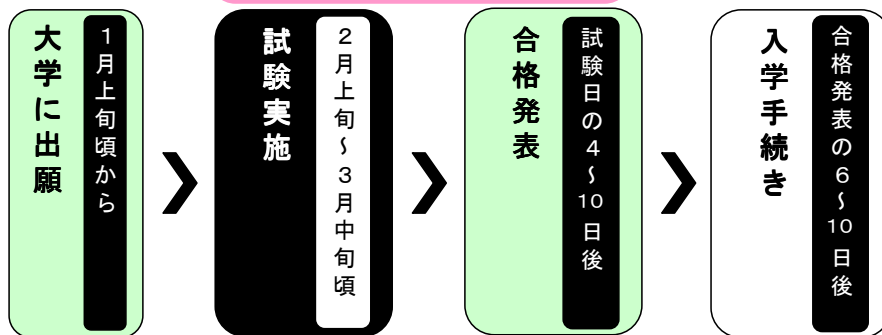 大学に出願
1月上旬頃から
試験実施
2月上旬~3月中旬頃
合格発表
試験日の4~10日後
入学手続き
合格発表の6~10日後